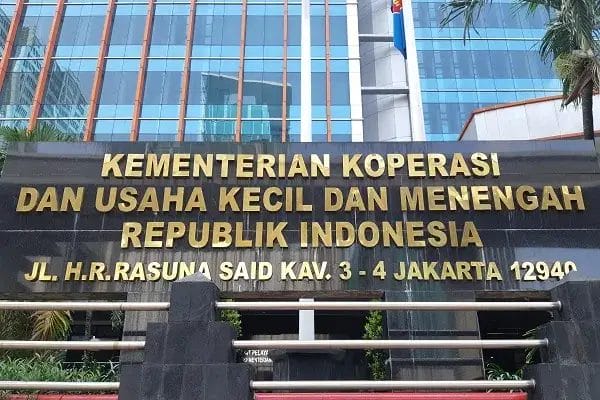 KEMENTERIAN KOPERASI
DAN USAHA KECIL DAN MENENGAH
REPUBLIK INDONESIA
JL. H.R. RASUNA SAID KAV. 3 - 4 JAKARTA 12940